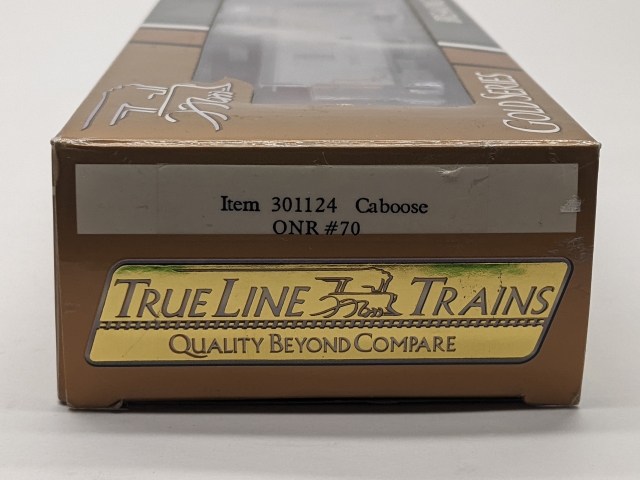 GOLD SERIES
Item 301124 Caboose
ONR #70
TRUE LINE TRAINS
QUALITY BEYOND COMPARE